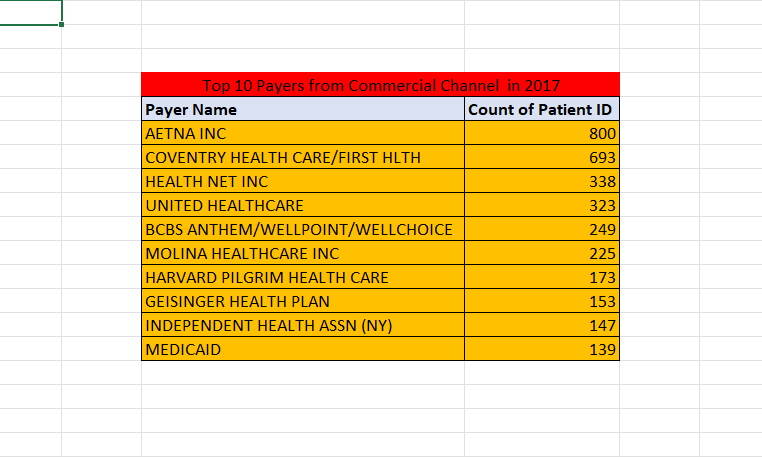 Top 10 Payers from Commercial Channel  in 2017
Payer Name Count of Patient ID
AETNA INC 800
COVENTRY HEALTH CARE/FIRST HLTH 693
HEALTH NET INC 338
UNITED HEALTHCARE 323
BCBS ANTHEM/WELLPOINT/WELLCHOICE 249
MOLINA HEALTHCARE INC 225
HARVARD PILGRIM HEALTH CARE 173
GEISINGER HEALTH PLAN 153
INDEPENDENT HEALTH ASSN (NY) 147
MEDICAID 139